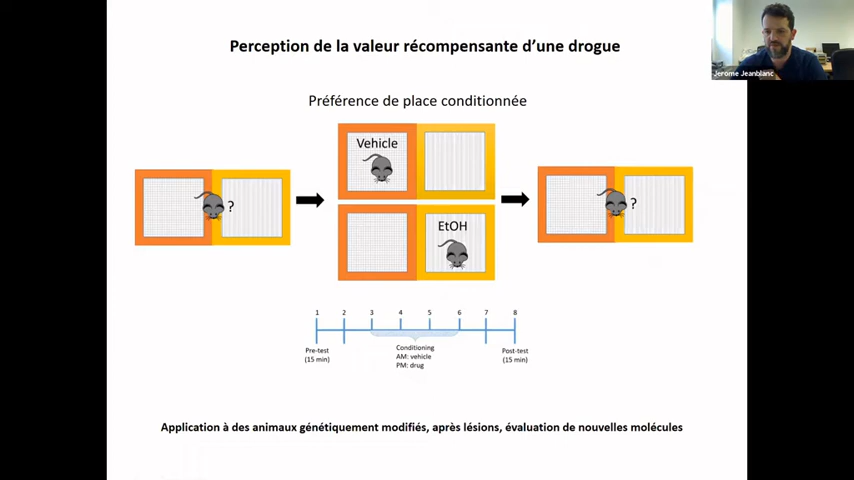 Perception de la valeur récompensante d'une drogue
Jerome Jeanblanc
Préférence de place conditionnée
Vehicle
?
EtOH
?
1 2 3 4 5 6 7 8
Pre-test
(15 min)
Conditioning
AM: vehicle
PM: drug
Post-test
(15 min)
Application à des animaux génétiquement modifiés, après lésions, évaluation de nouvelles molécules